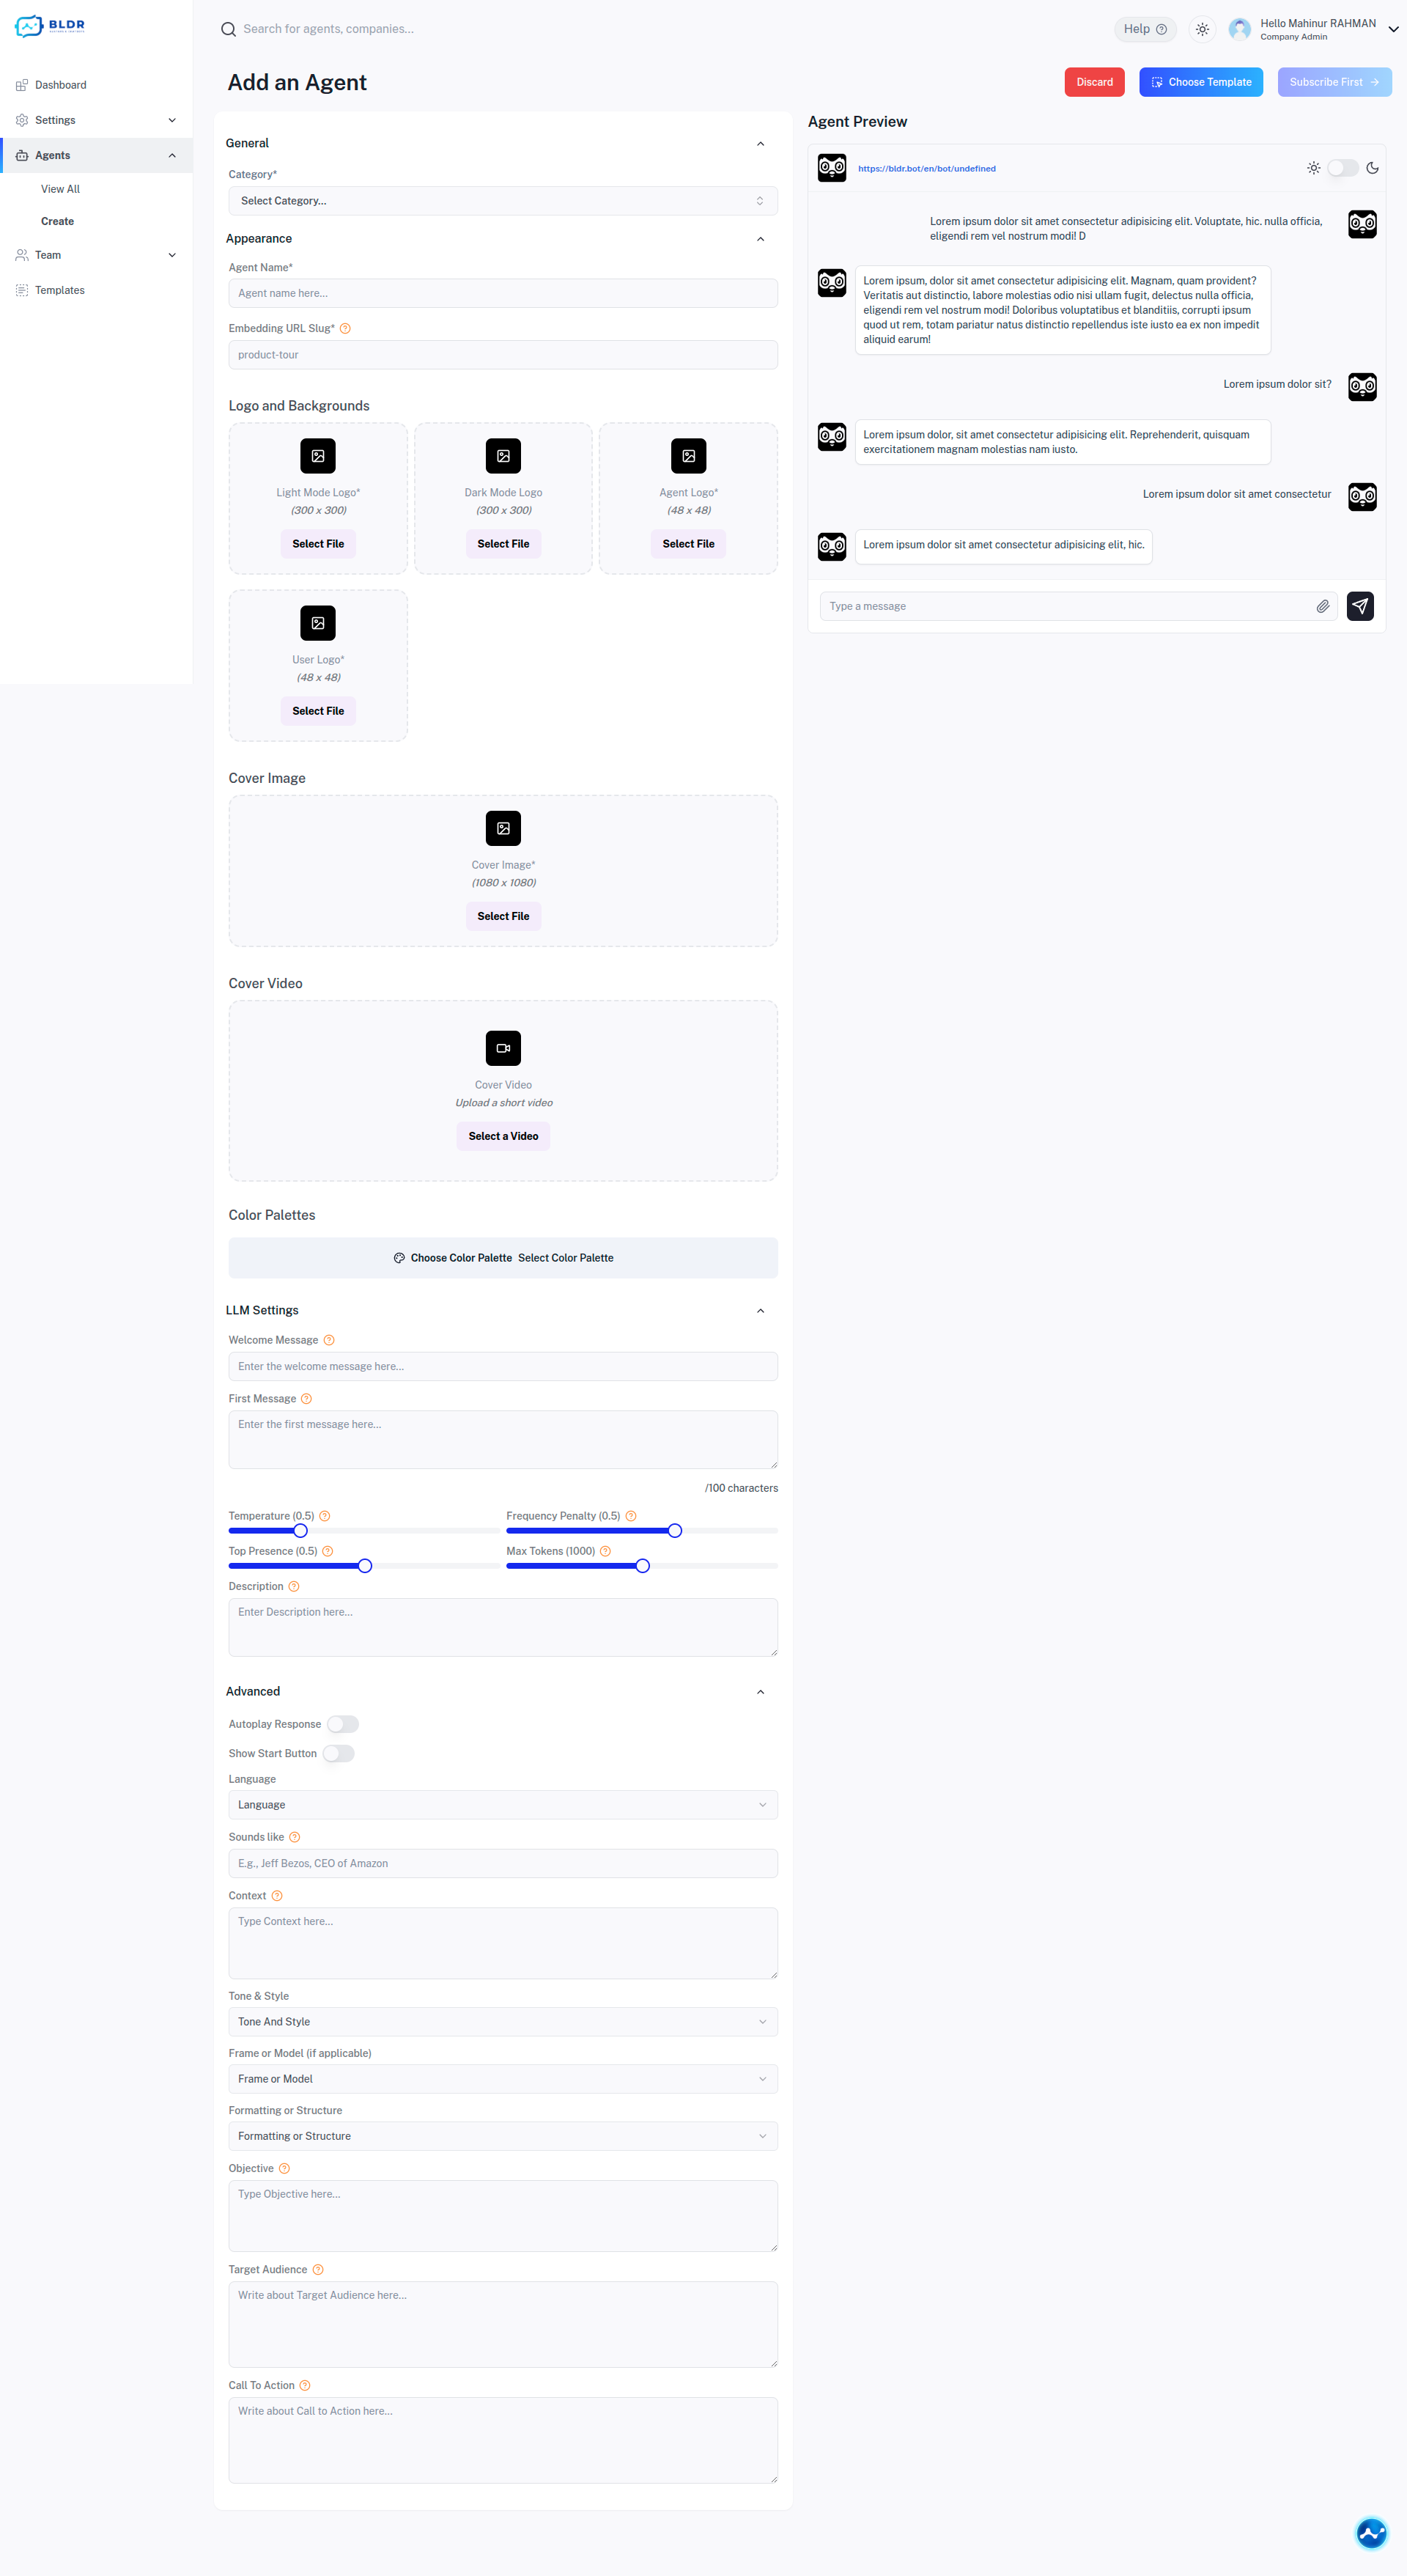 BLDR
Search for agents, companies...
Help
Hello Mahinur RAHMAN
Company Admin
Dashboard
Settings
Agents
View All
Create
Team
Templates
Add an Agent
Discard
Choose Template
Subscribe First
General
Category*
Select Category...
Appearance
Agent Name*
Agent name here...
Embedding URL Slug*
product-tour
Logo and Backgrounds
Light Mode Logo*
(300 x 300)
Select File
Dark Mode Logo
(300 x 300)
Select File
Agent Logo*
(48 x 48)
Select File
User Logo*
(48 x 48)
Select File
Cover Image
Cover Image*
(1080 x 1080)
Select File
Cover Video
Cover Video
Upload a short video
Select a Video
Color Palettes
Choose Color Palette Select Color Palette
LLM Settings
Welcome Message
Enter the welcome message here...
First Message
Enter the first message here...
/100 characters
Temperature (0.5)
Frequency Penalty (0.5)
Top Presence (0.5)
Max Tokens (1000)
Description
Enter Description here...
Advanced
Autoplay Response
Show Start Button
Language
Language
Sounds like
E.g., Jeff Bezos, CEO of Amazon
Context
Type Context here...
Tone & Style
Tone And Style
Frame or Model (if applicable)
Frame or Model
Formatting or Structure
Formatting or Structure
Objective
Type Objective here...
Target Audience
Write about Target Audience here...
Call To Action
Write about Call to Action here...
Agent Preview
https://bldr.bot/en/bot/undefined
Lorem ipsum dolor sit amet consectetur adipisicing elit. Voluptate, hic. nulla officia,
eligendi rem vel nostrum modi! D
Lorem ipsum, dolor sit amet consectetur adipisicing elit. Magnam, quam provident?
Veritatis aut distinctio, labore molestias odio nisi ullam fugit, delectus nulla officia,
eligendi rem vel nostrum modi! Doloribus voluptatibus et blanditiis, corrupti ipsum
quod ut rem, totam pariatur natus distinctio repellendus iste iusto ea ex non impedit
aliquid earum!
Lorem ipsum dolor sit?
Lorem ipsum dolor, sit amet consectetur adipisicing elit. Reprehenderit, quisquam
exercitationem magnam molestias nam iusto.
Lorem ipsum dolor sit amet consectetur
Lorem ipsum dolor sit amet consectetur adipisicing elit, hic.
Type a message